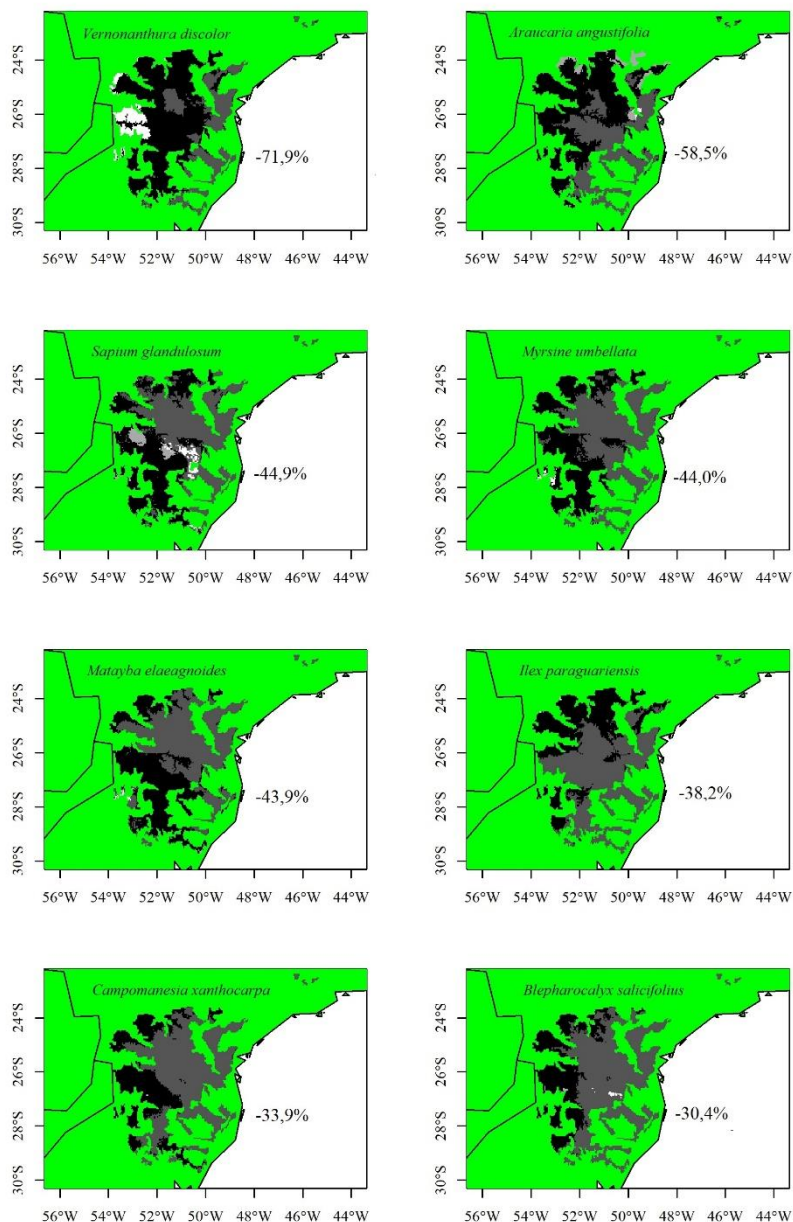 Vernonanthura discolor
24°S
26°S
28°S
30°S
-71,9%
56°W 54°W 52°W 50°W 48°W 46°W 44°W
Araucaria angustifolia
24°S
26°S
28°S
30°S
-58,5%
56°W 54°W 52°W 50°W 48°W 46°W 44°W
Sapium glandulosum
24°S
26°S
28°S
30°S
-44,9%
56°W 54°W 52°W 50°W 48°W 46°W 44°W
Myrsine umbellata
24°S
26°S
28°S
30°S
-44,0%
56°W 54°W 52°W 50°W 48°W 46°W 44°W
Matayba elaeagnoides
24°S
26°S
28°S
30°S
-43,9%
56°W 54°W 52°W 50°W 48°W 46°W 44°W
Ilex paraguariensis
24°S
26°S
28°S
30°S
-38,2%
56°W 54°W 52°W 50°W 48°W 46°W 44°W
Campomanesia xanthocarpa
24°S
26°S
28°S
30°S
-33,9%
56°W 54°W 52°W 50°W 48°W 46°W 44°W
Blepharocalyx salicifolius
24°S
26°S
28°S
30°S
-30,4%
56°W 54°W 52°W 50°W 48°W 46°W 44°W